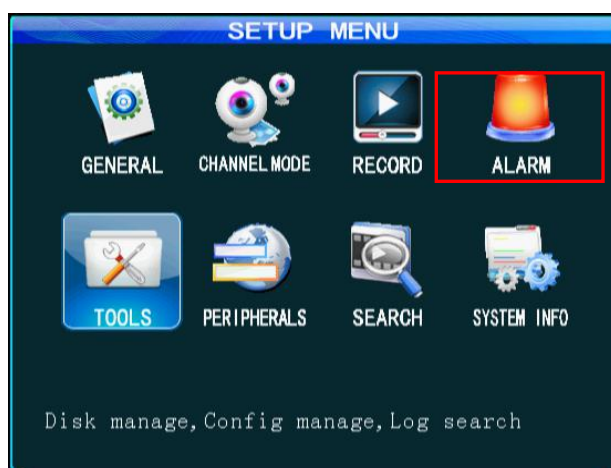 SETUP MENU
GENERAL CHANNEL MODE RECORD ALARM
TOOLS PERIPHERALS SEARCH SYSTEM INFO
Disk manage,Config manage,Log search